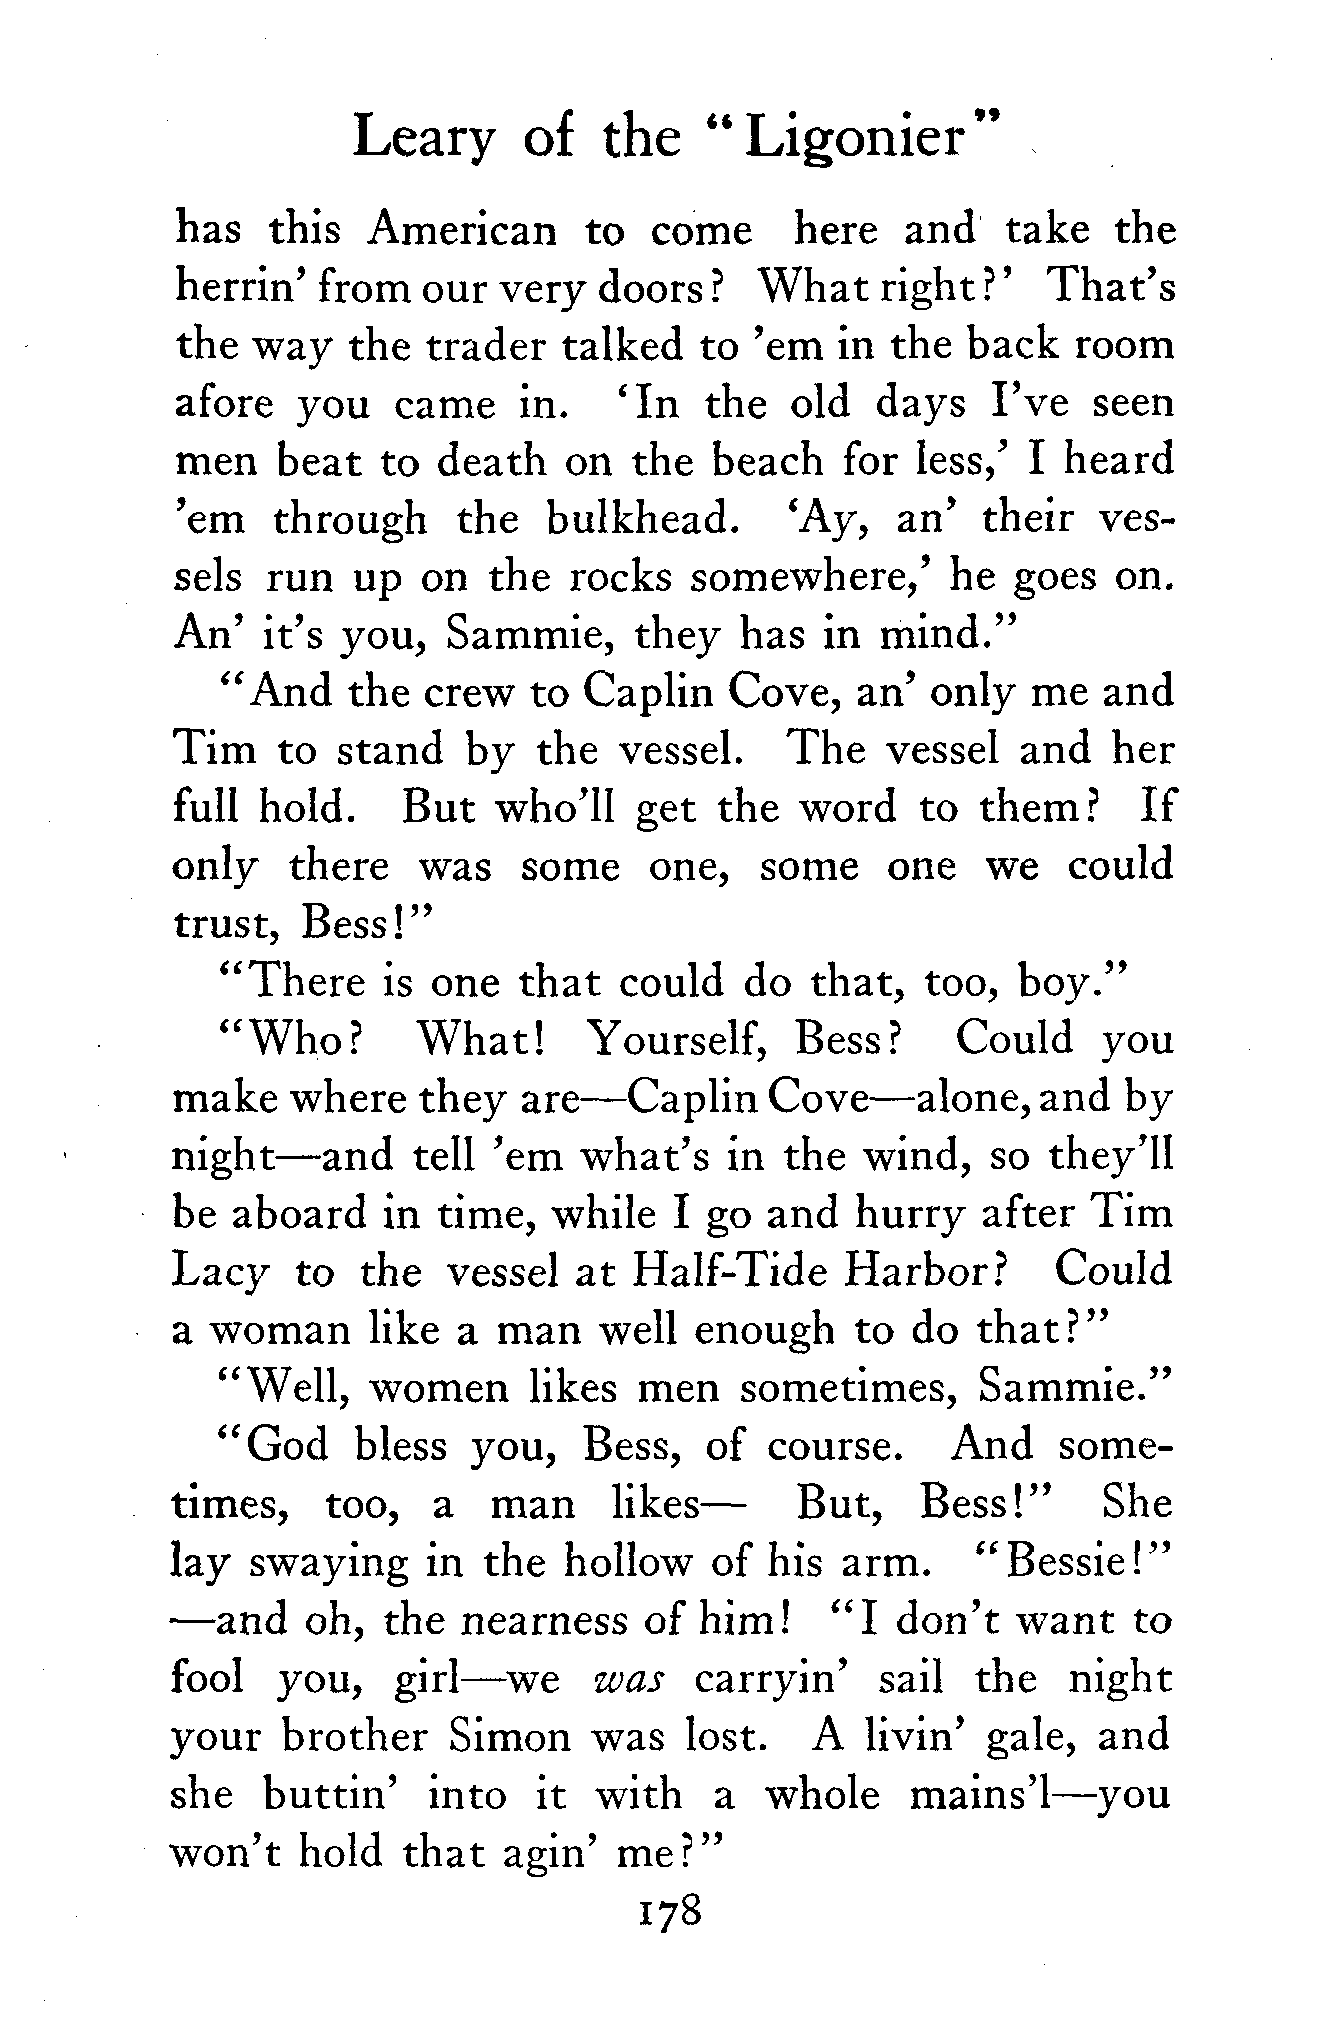 Leary of the "Ligonier"
has this American to come here and take the
herrin' from our very doors? What right?' That's
the way the trader talked to 'em in the back room
afore you came in. 'In the old days I've seen
men beat to death on the beach for less,' I heard
'em through the bulkhead. 'Ay, an' their ves-
sels run up on the rocks somewhere,' he goes on.
An' it's you, Sammie, they has in mind."
"And the crew to Caplin Cove, an' only me and
Tim to stand by the vessel. The vessel and her
full hold. But who'll get the word to them? If
only there was some one, some one we could
trust, Bess!"
"There is one that could do that, too, boy."
"Who? What! Yourself, Bess? Could you
make where they are—Caplin Cove—alone, and by
night—and tell 'em what's in the wind, so they'll
be aboard in time, while I go and hurry after Tim
Lacy to the vessel at Half-Tide Harbor? Could
a woman like a man well enough to do that?"
"Well, women likes men sometimes, Sammie."
"God bless you, Bess, of course. And some-
times, too, a man likes— But, Bess!" She
lay swaying in the hollow of his arm. "Bessie!"
—and oh, the nearness of him! "I don't want to
fool you, girl—we was carryin' sail the night
your brother Simon was lost. A livin' gale, and
she buttin' into it with a whole mains'l—you
won't hold that agin' me?"
178